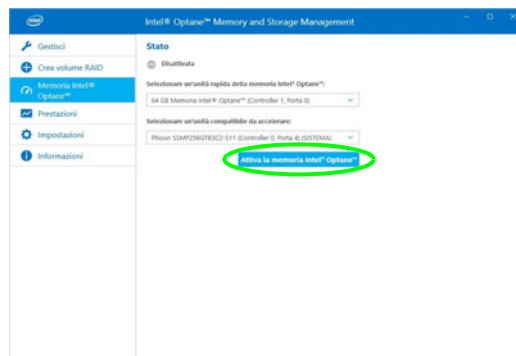 intel
Intel® Optane™ Memory and Storage Management
Gestisci
Crea volume RAID
Memoria Intel®
Optane™
Prestazioni
Impostazioni
Informazioni
Stato
Disattivata
Selezionare un'unità rapida della memoria Intel® Optane™:
64 GB Memoria Intel® Optane™ (Controller 1, Porta 0)
Selezionare un'unità compatibile da accelerare:
Phison SSMP256GTB3C2-S11 (Controller 0, Porta 4) (SISTEMA)
Attiva la memoria Intel® Optane™